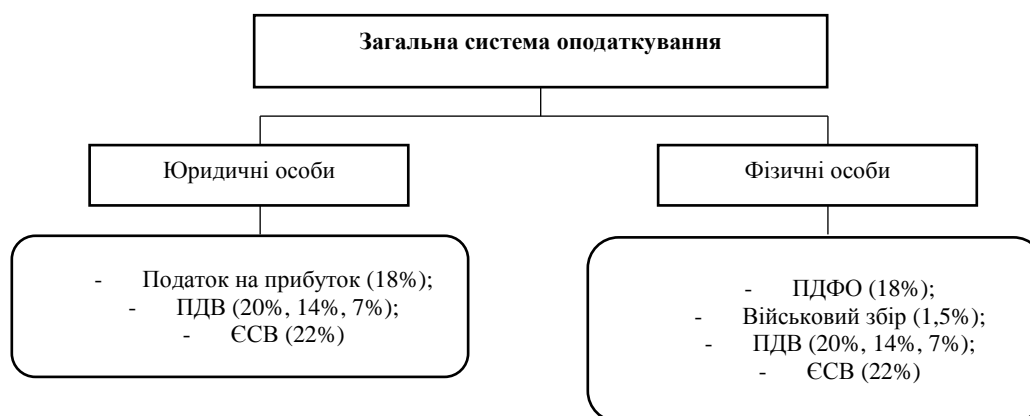 Загальна система оподаткування
Юридичні особи
Фізичні особи
- Податок на прибуток (18%);
- ПДВ (20%, 14%, 7%);
- ЄСВ (22%)
- ПДФО (18%);
- Військовий збір (1,5%);
- ПДВ (20%, 14%, 7%);
- ЄСВ (22%)